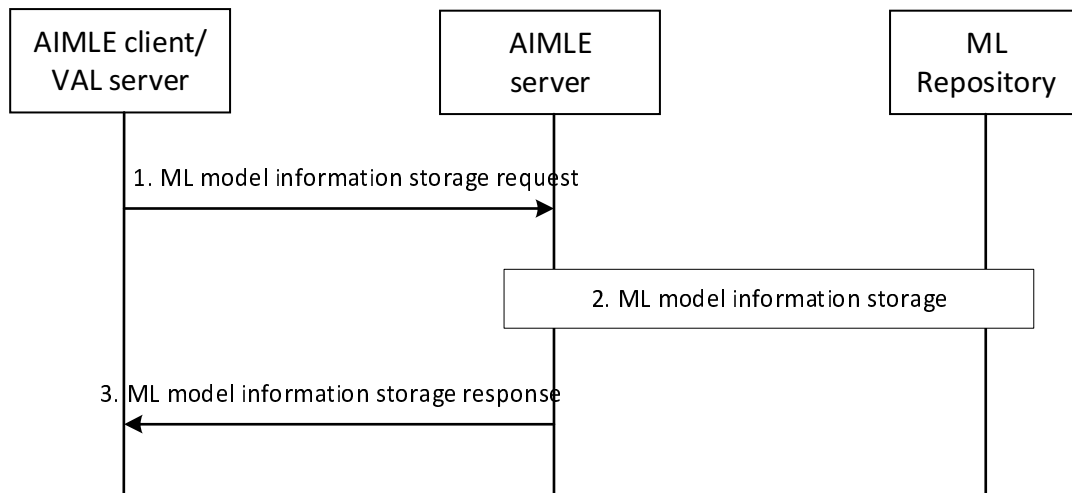 AIMLE client/
VAL server
AIMLE
server
ML
Repository
1. ML model information storage request
2. ML model information storage
3. ML model information storage response